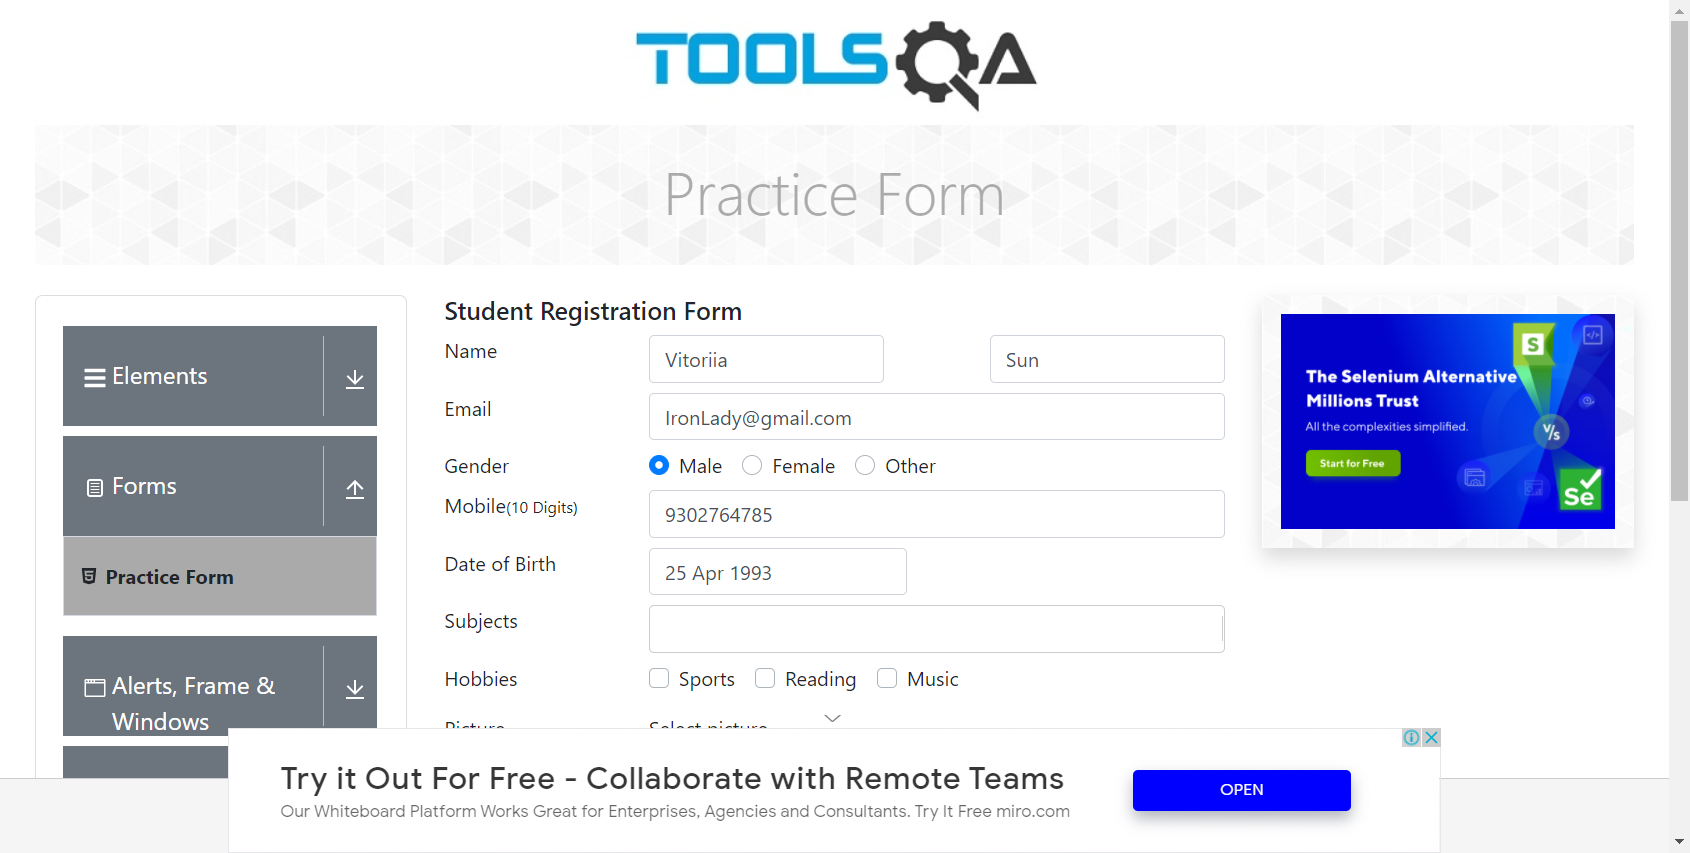 TOOLSQA
Practice Form
Elements
Forms
Practice Form
Alerts, Frame &
Windows
Student Registration Form
Name
Vitoriia
Sun
Email
IronLady@gmail.com
Gender
Male
Female
Other
Mobile(10 Digits)
9302764785
Date of Birth
25 Apr 1993
Subjects
Hobbies
Sports
Reading
Music
Picture
Select picture
The Selenium Alternative
Millions Trust
All the complexities simplified.
Start for Free
S
V/s
Se
Try it Out For Free - Collaborate with Remote Teams
Our Whiteboard Platform Works Great for Enterprises, Agencies and Consultants. Try It Free miro.com
OPEN